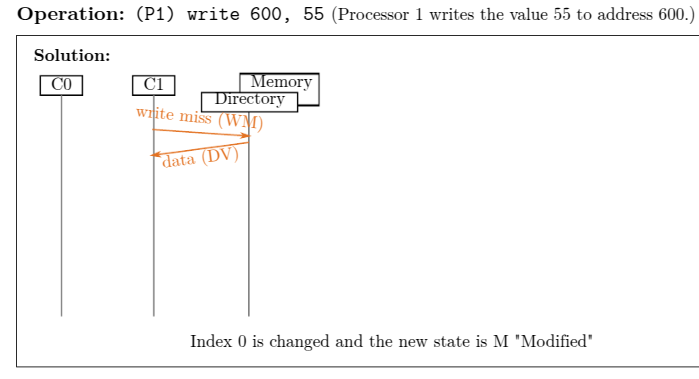 Operation: (P1) write 600, 55 (Processor 1 writes the value 55 to address 600.)
Solution:
C0
C1
Memory
Directory
write miss (WM)
data (DV)
Index 0 is changed and the new state is M "Modified"